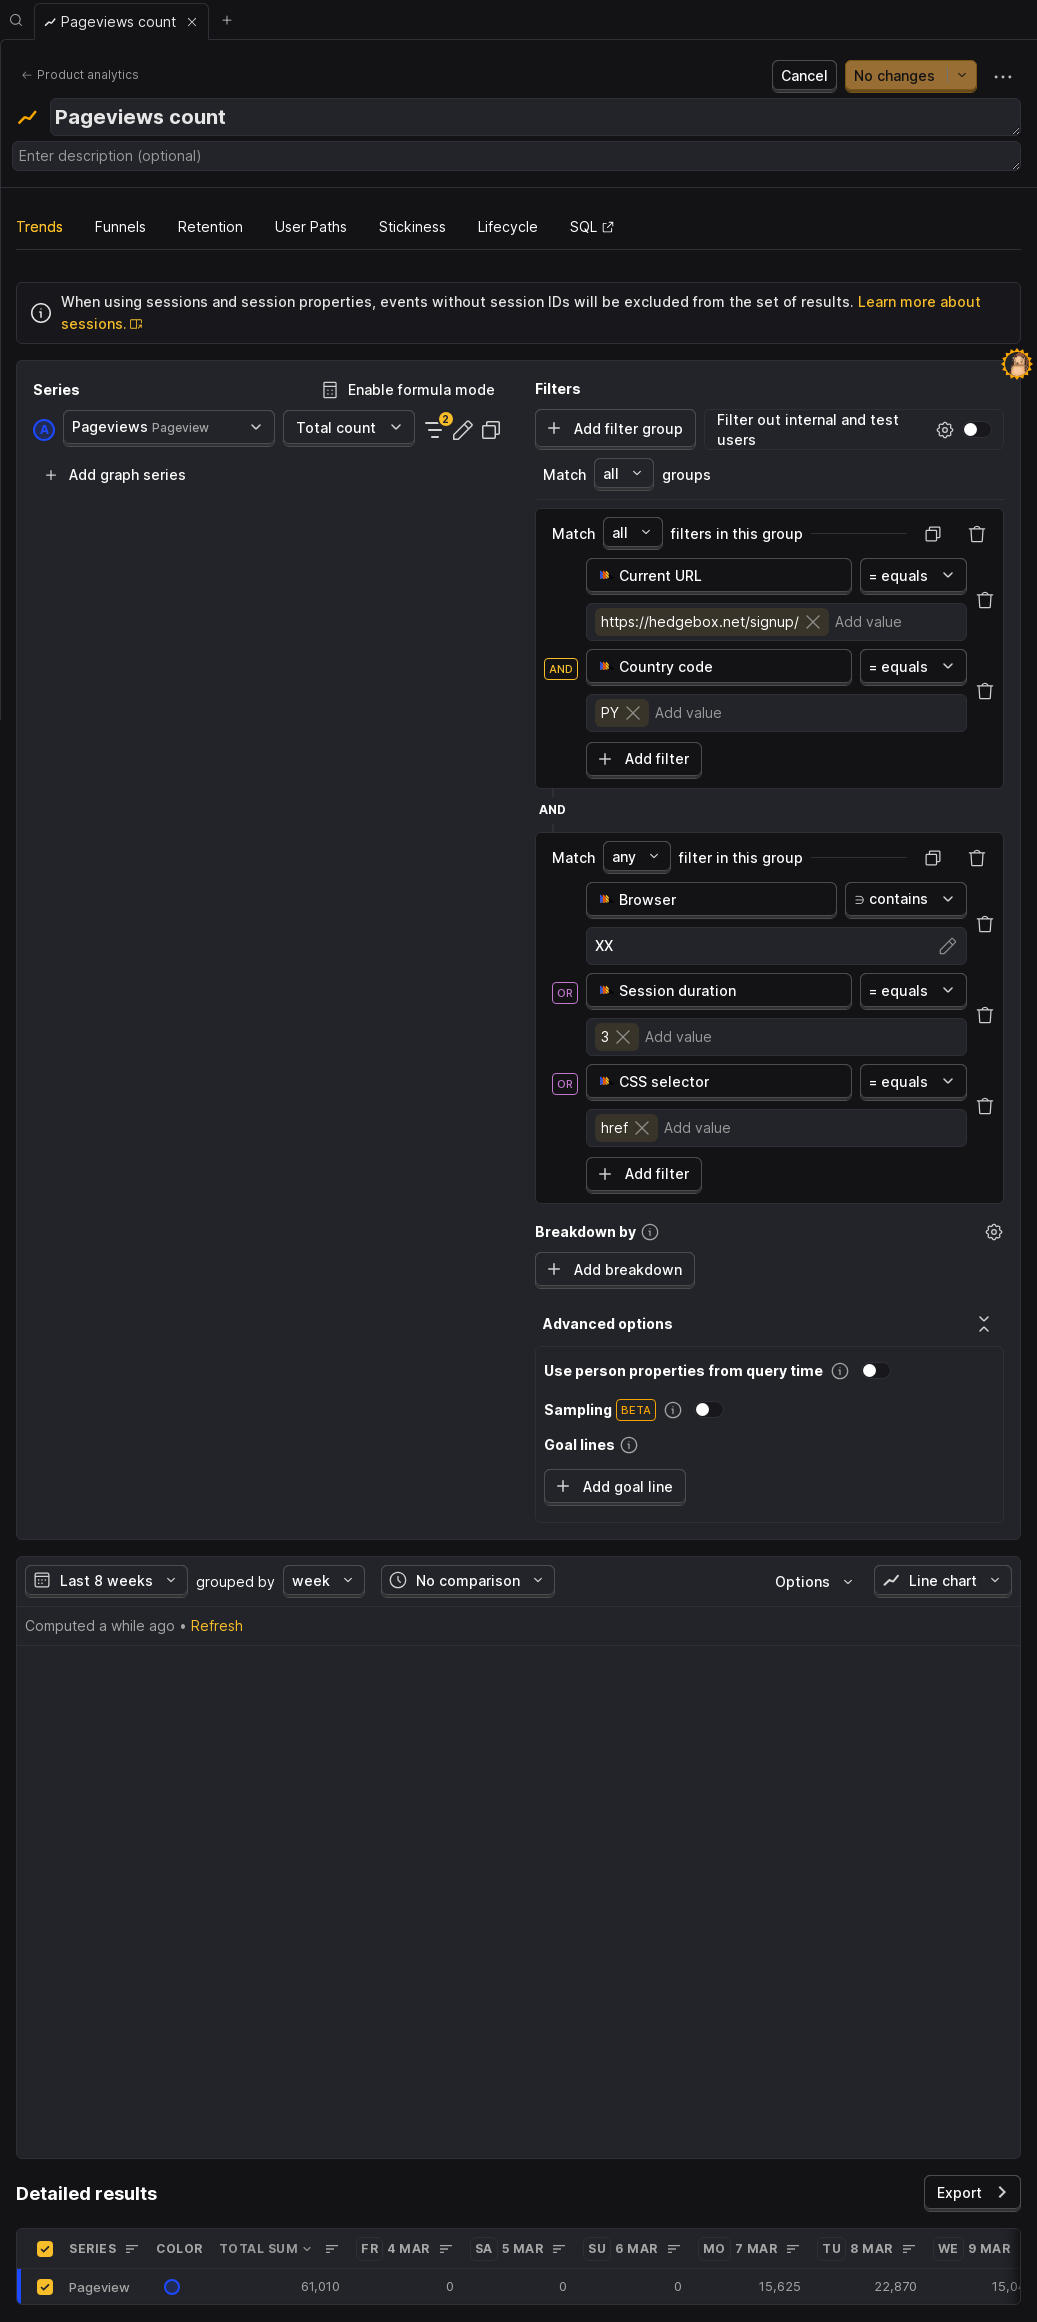 Pageviews count
Product analytics
Cancel
No changes
Pageviews count
Enter description (optional)
Trends
Funnels
Retention
User Paths
Stickiness
Lifecycle
SQL
When using sessions and session properties, events without session IDs will be excluded from the set of results. Learn more about
sessions.
Series
Enable formula mode
A
Pageviews Pageview
Total count
2
Add graph series
Filters
Add filter group
Filter out internal and test
users
Match all groups
Match all filters in this group
Current URL
= equals
https://hedgebox.net/signup/
Add value
AND
Country code
= equals
PY
Add value
Add filter
AND
Match any filter in this group
Browser
∋ contains
XX
OR
Session duration
= equals
3
Add value
OR
CSS selector
= equals
href
Add value
Add filter
Breakdown by
Add breakdown
Advanced options
Use person properties from query time
Sampling BETA
Goal lines
Add goal line
Last 8 weeks grouped by week
No comparison
Options
Line chart
Computed a while ago • Refresh
Detailed results
Export
SERIES COLOR TOTAL SUM FR 4 MAR SA 5 MAR SU 6 MAR MO 7 MAR TU 8 MAR WE 9 MAR
Pageview 61,010 0 0 0 15,625 22,870